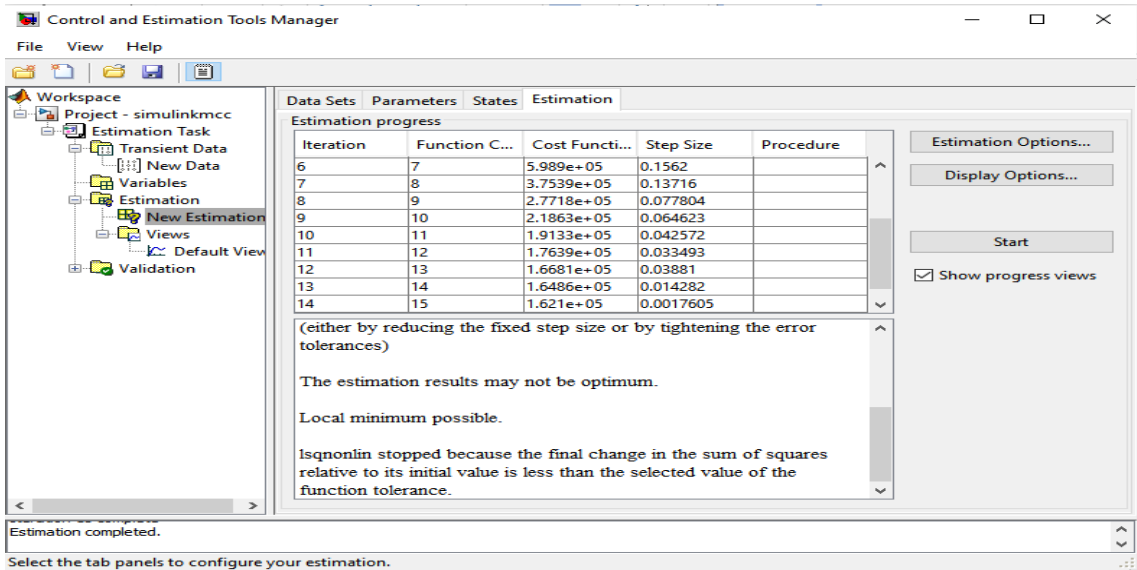 Control and Estimation Tools Manager
File View Help
Workspace
Project - simulinkmcc
Estimation Task
Transient Data
New Data
Variables
Estimation
New Estimation
Views
Default View
Validation
Data Sets Parameters States Estimation
Estimation progress
Iteration Function C... Cost Functi... Step Size Procedure
6 7 5.989e+05 0.1562
7 8 3.7539e+05 0.13716
8 9 2.7718e+05 0.077804
9 10 2.1863e+05 0.064623
10 11 1.9133e+05 0.042572
11 12 1.7639e+05 0.033493
12 13 1.6681e+05 0.03881
13 14 1.6486e+05 0.014282
14 15 1.621e+05 0.0017605
(either by reducing the fixed step size or by tightening the error
tolerances)
The estimation results may not be optimum.
Local minimum possible.
lsqnonlin stopped because the final change in the sum of squares
relative to its initial value is less than the selected value of the
function tolerance.
Estimation Options...
Display Options...
Start
Show progress views
Estimation completed.
Select the tab panels to configure your estimation.